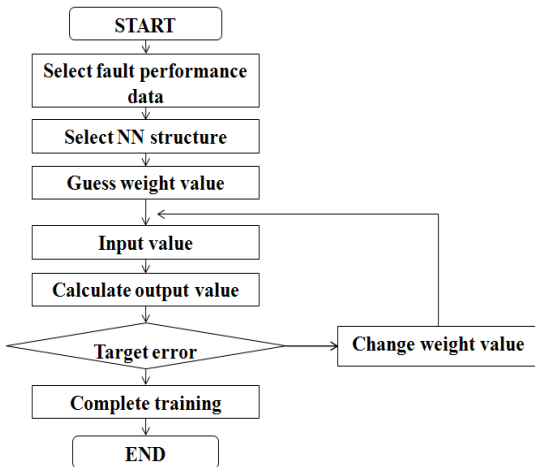 START
Select fault performance
data
Select NN structure
Guess weight value
Input value
Calculate output value
Target error
Change weight value
Complete training
END